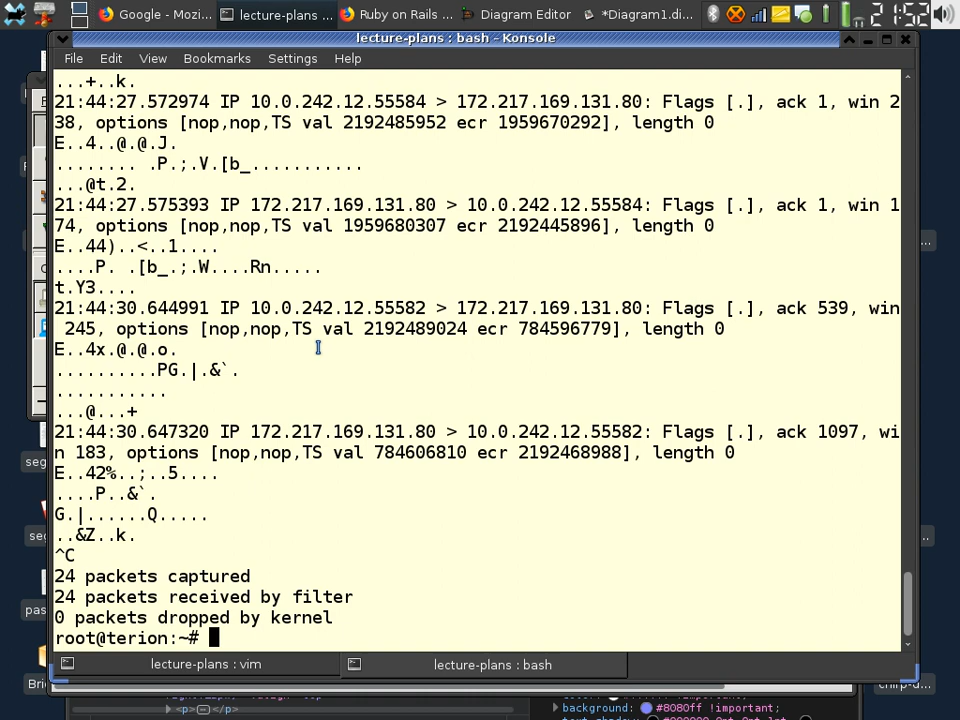 Google - Mozi...
lecture-plans ...
Ruby on Rails ...
Diagram Editor
*Diagram1.di...
2
21:52
lecture-plans : bash - Konsole
File Edit View Bookmarks Settings Help
...+..k.
21:44:27.572974 IP 10.0.242.12.55584 > 172.217.169.131.80: Flags [.], ack 1, win 2
38, options [nop,nop,TS val 2192485952 ecr 1959670292], length 0
E..4..@.@.J.
........ .P.;.V.[b_...........
...@t.2.
21:44:27.575393 IP 172.217.169.131.80 > 10.0.242.12.55584: Flags [.], ack 1, win 1
74, options [nop,nop,TS val 1959680307 ecr 2192445896], length 0
E..44)..<..1....
....P. .[b_.;.W....Rn.....
t.Y3....
21:44:30.644991 IP 10.0.242.12.55582 > 172.217.169.131.80: Flags [.], ack 539, win
245, options [nop,nop,TS val 2192489024 ecr 784596779], length 0
E..4x.@.@.o.
..........PG.|.&`.
...........
...@...+
21:44:30.647320 IP 172.217.169.131.80 > 10.0.242.12.55582: Flags [.], ack 1097, wi
n 183, options [nop,nop,TS val 784606810 ecr 2192468988], length 0
E..42%..;..5....
....P..&`.
G.|......Q.....
..&Z..k.
^C
24 packets captured
24 packets received by filter
0 packets dropped by kernel
root@terion:~#
lecture-plans : vim
lecture-plans : bash
seg
seg
pas
Bri
<p>
</p>
background: #8080ff !important;